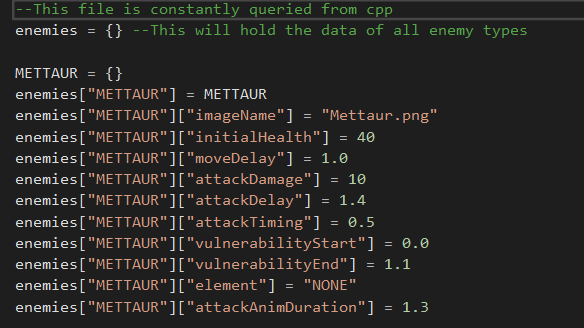 --This file is constantly queried from cpp
enemies = {} --This will hold the data of all enemy types
METTAUR = {}
enemies["METTAUR"] = METTAUR
enemies["METTAUR"]["imageName"] = "Mettaur.png"
enemies["METTAUR"]["initialHealth"] = 40
enemies["METTAUR"]["moveDelay"] = 1.0
enemies["METTAUR"]["attackDamage"] = 10
enemies["METTAUR"]["attackDelay"] = 1.4
enemies["METTAUR"]["attackTiming"] = 0.5
enemies["METTAUR"]["vulnerabilityStart"] = 0.0
enemies["METTAUR"]["vulnerabilityEnd"] = 1.1
enemies["METTAUR"]["element"] = "NONE"
enemies["METTAUR"]["attackAnimDuration"] = 1.3